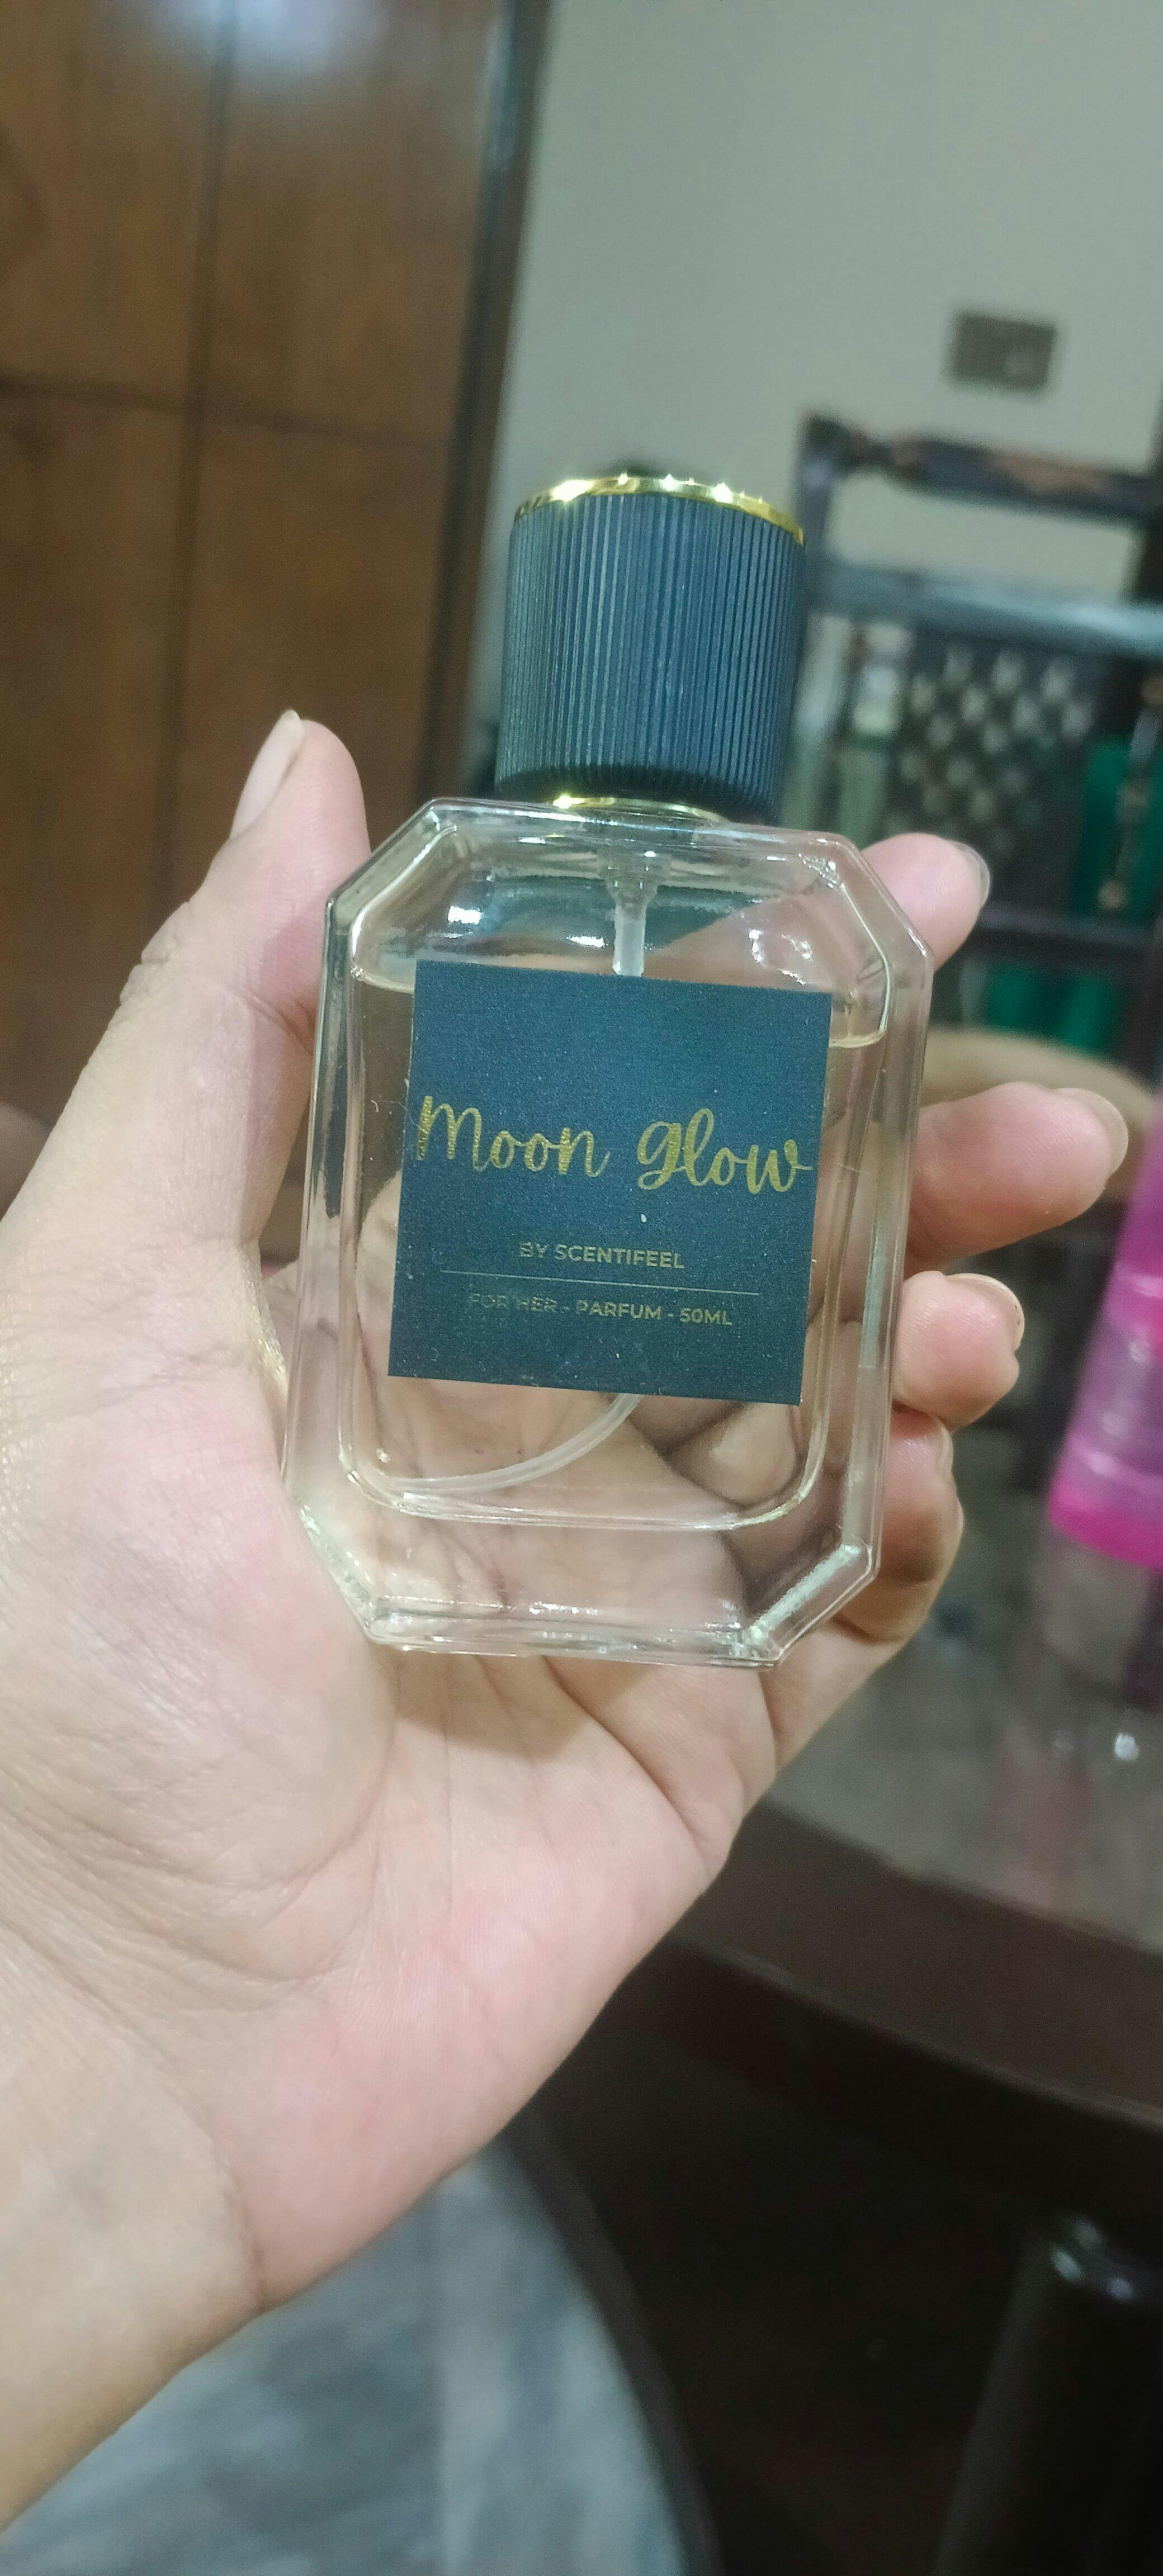 Moon Glow
BY SCENTIFEEL
FOR HER - PARFUM - 50ML